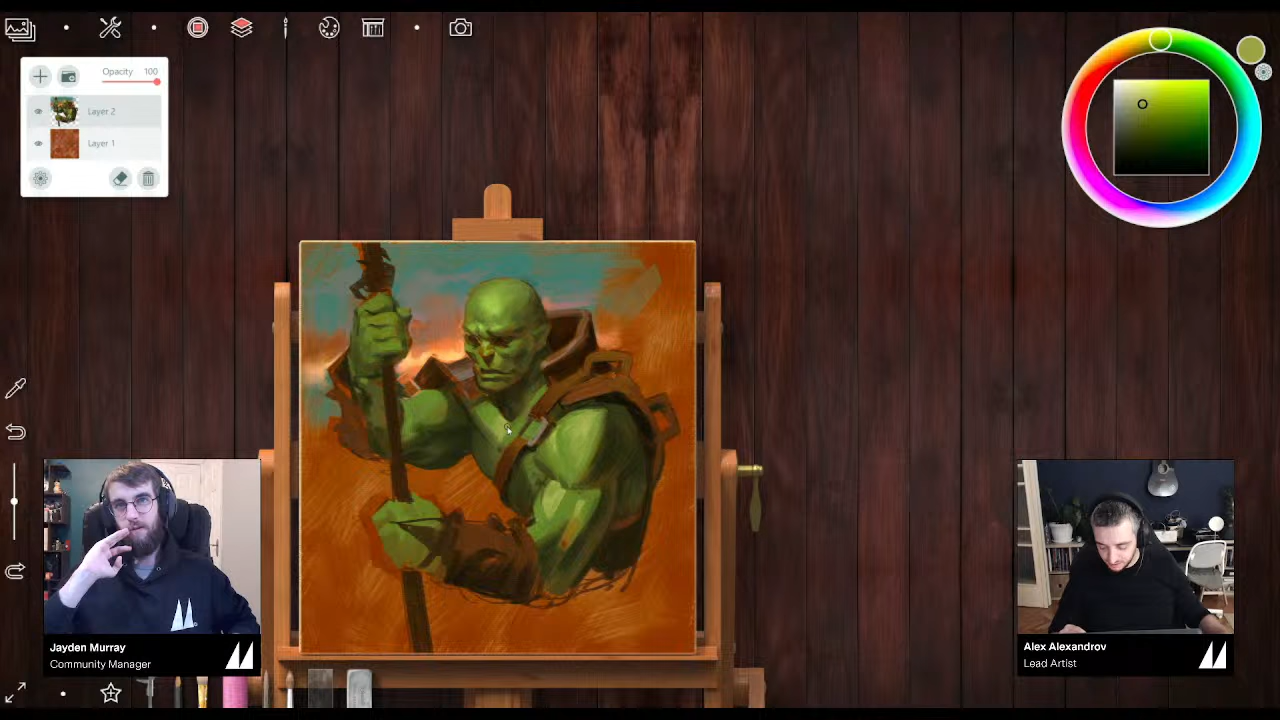 Opacity 100
Layer 2
Layer 1
Jayden Murray
Community Manager
Alex Alexandrov
Lead Artist